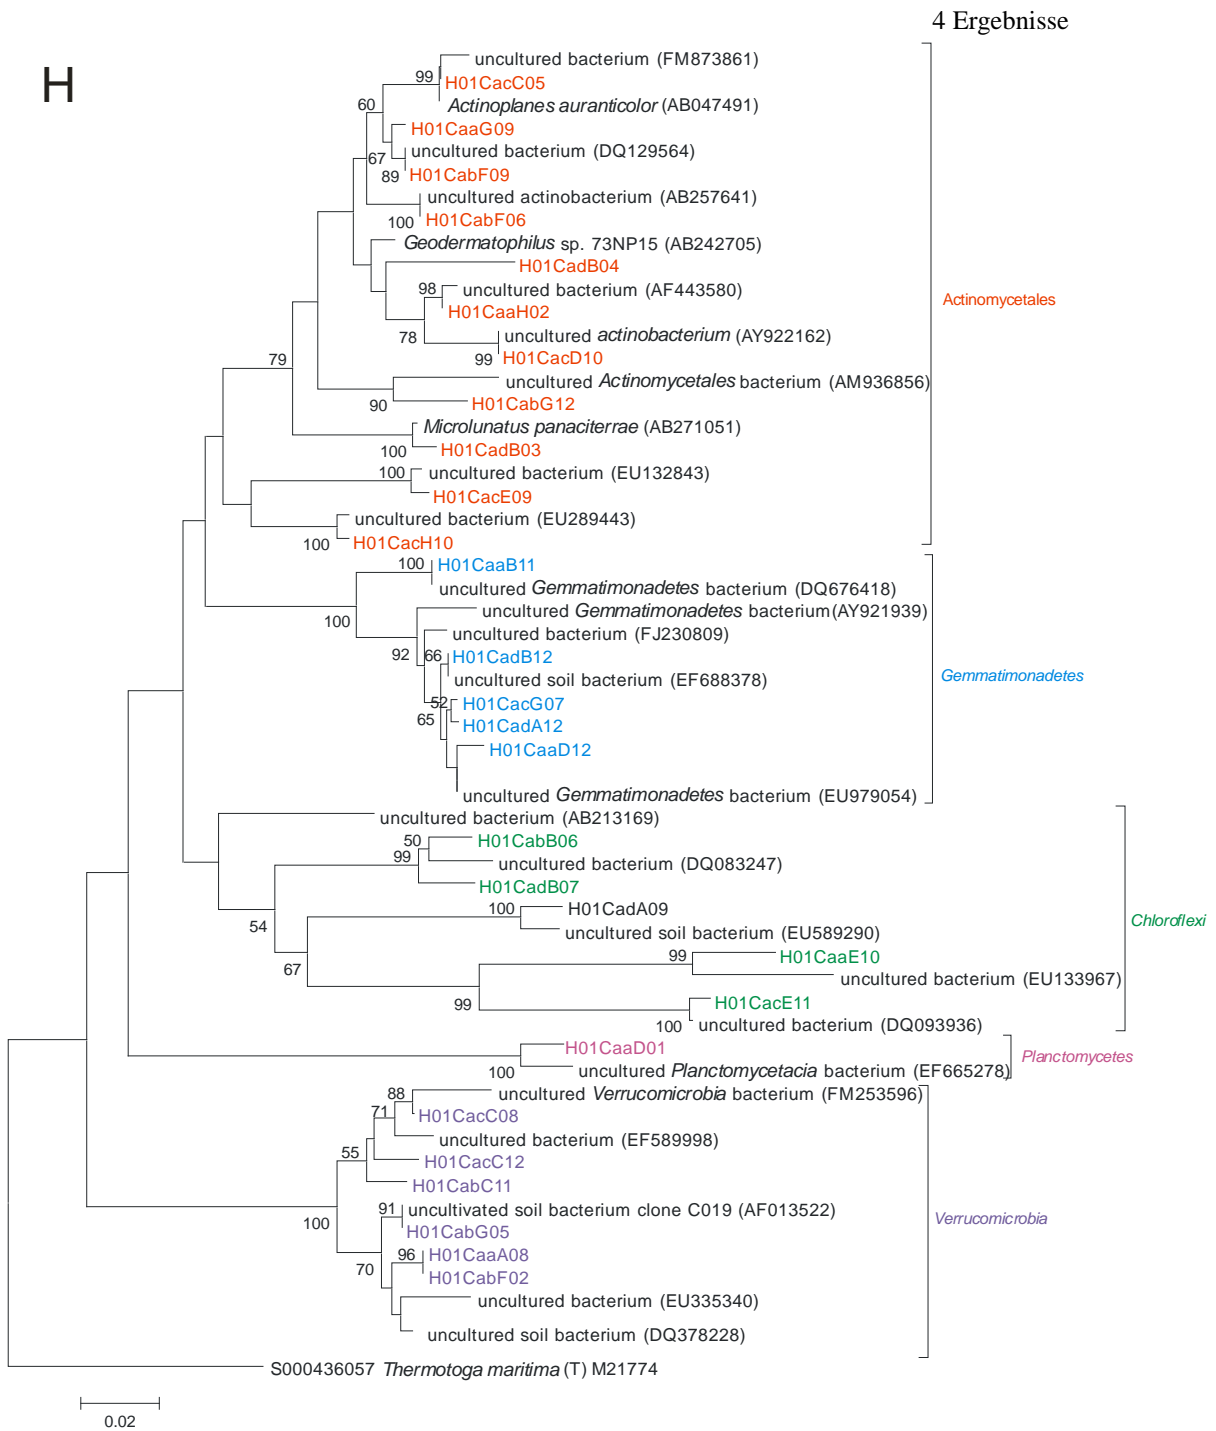 4 Ergebnisse
H
uncultured bacterium (FM873861)
99
H01CacC05
60
Actinoplanes auranticolor (AB047491)
H01CaaG09
67
uncultured bacterium (DQ129564)
89
H01CabF09
uncultured actinobacterium (AB257641)
100
H01CabF06
Geodermatophilus sp. 73NP15 (AB242705)
H01CadB04
98
uncultured bacterium (AF443580)
Actinomycetales
H01CaaH02
78
uncultured actinobacterium (AY922162)
99
H01CacD10
79
uncultured Actinomycetales bacterium (AM936856)
90
H01CabG12
Microlunatus panaciterrae (AB271051)
100
H01CadB03
100
uncultured bacterium (EU132843)
H01CacE09
uncultured bacterium (EU289443)
100
H01CacH10
100
H01CaaB11
uncultured Gemmatimonadetes bacterium (DQ676418)
uncultured Gemmatimonadetes bacterium(AY921939)
100
uncultured bacterium (FJ230809)
92
66
H01CadB12
uncultured soil bacterium (EF688378)
Gemmatimonadetes
52
H01CacG07
65
H01CadA12
H01CaaD12
uncultured Gemmatimonadetes bacterium (EU979054)
uncultured bacterium (AB213169)
50
H01CabB06
99
uncultured bacterium (DQ083247)
H01CadB07
100
H01CadA09
54
uncultured soil bacterium (EU589290)
Chloroflexi
67
99
H01CaaE10
uncultured bacterium (EU133967)
99
H01CacE11
100
uncultured bacterium (DQ093936)
H01CaaD01
Planctomycetes
100
uncultured Planctomycetacia bacterium (EF665278)
88
uncultured Verrucomicrobia bacterium (FM253596)
71
H01CacC08
uncultured bacterium (EF589998)
55
H01CacC12
H01CabC11
91
uncultivated soil bacterium clone C019 (AF013522)
100
H01CabG05
Verrucomicrobia
96
H01CaaA08
70
H01CabF02
uncultured bacterium (EU335340)
uncultured soil bacterium (DQ378228)
S000436057 Thermotoga maritima (T) M21774
0.02